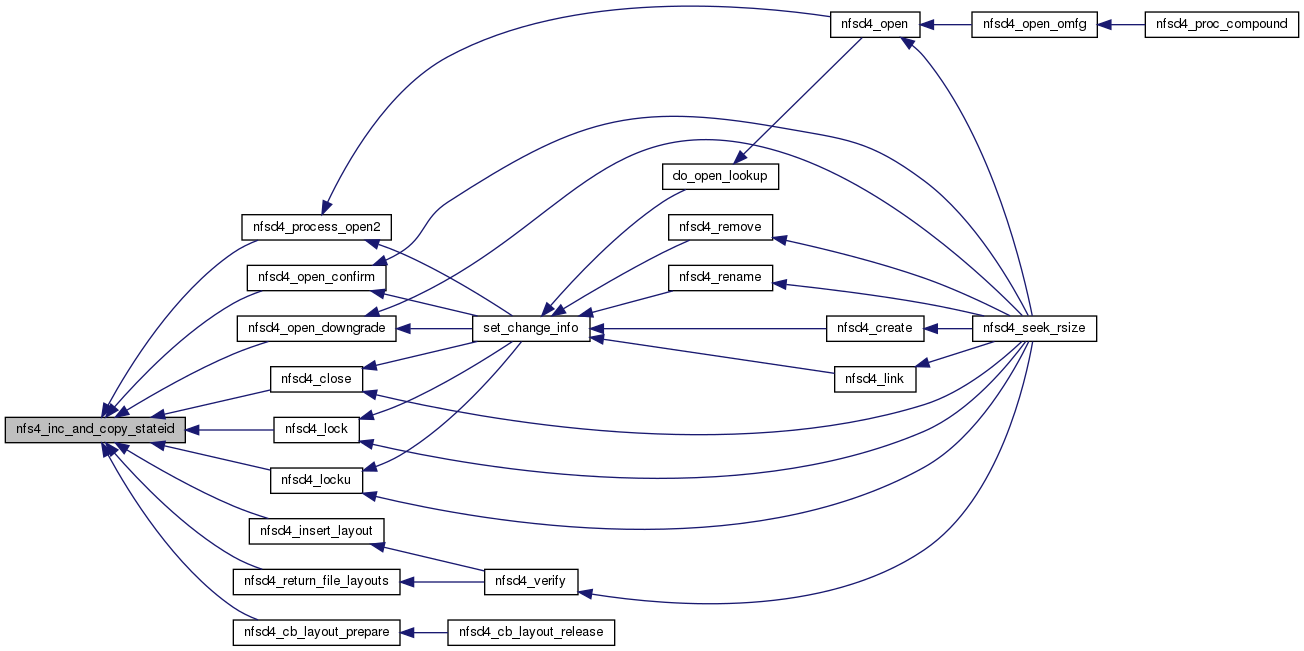 nfsd4_open
nfsd4_open_omfg
nfsd4_proc_compound
do_open_lookup
nfsd4_process_open2
nfsd4_remove
nfsd4_open_confirm
nfsd4_rename
nfsd4_open_downgrade
set_change_info
nfsd4_create
nfsd4_seek_rsize
nfsd4_close
nfsd4_link
nfs4_inc_and_copy_stateid
nfsd4_lock
nfsd4_locku
nfsd4_insert_layout
nfsd4_return_file_layouts
nfsd4_verify
nfsd4_cb_layout_prepare
nfsd4_cb_layout_release